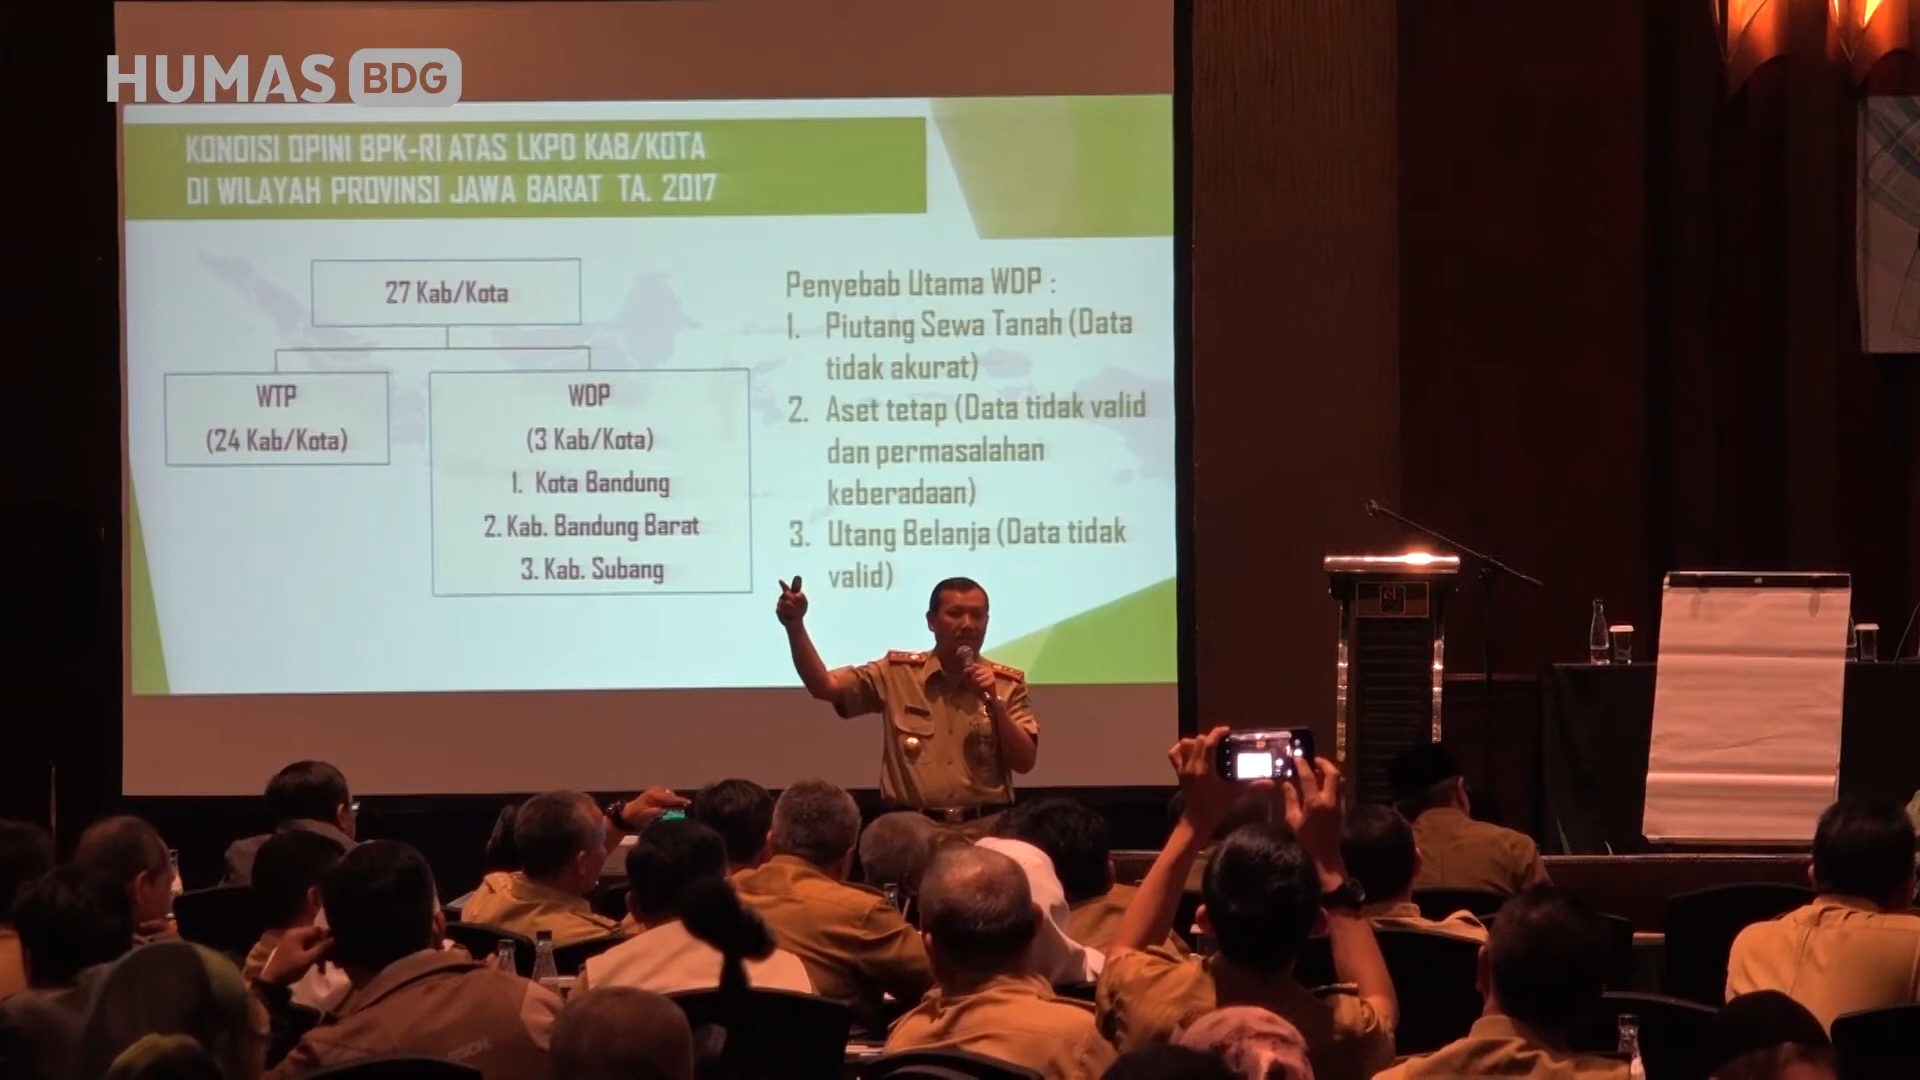 HUMAS BDG
KONDISI OPINI BPK-RI ATAS LKPD KAB/KOTA
DI WILAYAH PROVINSI JAWA BARAT TA. 2017
27 Kab/Kota
WTP
(24 Kab/Kota)
WDP
(3 Kab/Kota)
1. Kota Bandung
2. Kab. Bandung Barat
3. Kab. Subang
Penyebab Utama WDP :
1. Piutang Sewa Tanah (Data
tidak akurat)
2. Aset tetap (Data tidak valid
dan permasalahan
keberadaan)
3. Utang Belanja (Data tidak
valid)